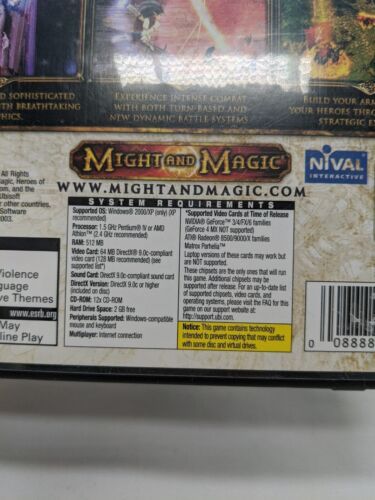 D SOPHISTICATED
TH BREATHTAKING
HICS.
EXPERIENCE INTENSE COMBAT
WITH BOTH TURN-BASED AND
NEW DYNAMIC BATTLE SYSTEMS
BUILD YOUR AR
YOUR HEROES THROU
STRATEGIC E
All Rights
Magic, Heroes of
om, and the
Ubisoft
Software
2003.
MIGHT AND MAGIC
WWW.MIGHTANDMAGIC.COM
NIVAL
INTERACTIVE
SYSTEM REQUIREMENTS
Supported OS: Windows® 2000/XP (only) (XP
recommended)
Processor: 1.5 GHz Pentium® IV or AMD
Athlon™ (2.4 GHz recommended)
RAM: 512 MB
Video Card: 64 MB DirectX® 9.0c-compliant
video card (128 MB recommended) (see
supported list*)
Sound Card: DirectX 9.0c-compliant sound card
DirectX Version: DirectX 9.0c or higher
(included on disc)
CD-ROM: 12x CD-ROM
Hard Drive Space: 2 GB free
Peripherals Supported: Windows-compatible
mouse and keyboard
Multiplayer: Internet connection
*Supported Video Cards at Time of Release
NVIDIA® GeForce™ 3/4/FX/6 families
(GeForce 4 MX NOT supported)
ATI® Radeon® 8500/9000/X families
Matrox Parhelia™
Laptop versions of these cards may work but
are NOT supported.
These chipsets are the only ones that will run
this game. Additional chipsets may be
supported after release. For an up-to-date list
of supported chipsets, video cards, and
operating systems, please visit the FAQ for this
game on our support website at:
http://support.ubi.com.
Notice: This game contains technology
intended to prevent copying that may conflict
with some disc and virtual drives.
Violence
guage
ve Themes
www.esrb.org
May
line Play
08888